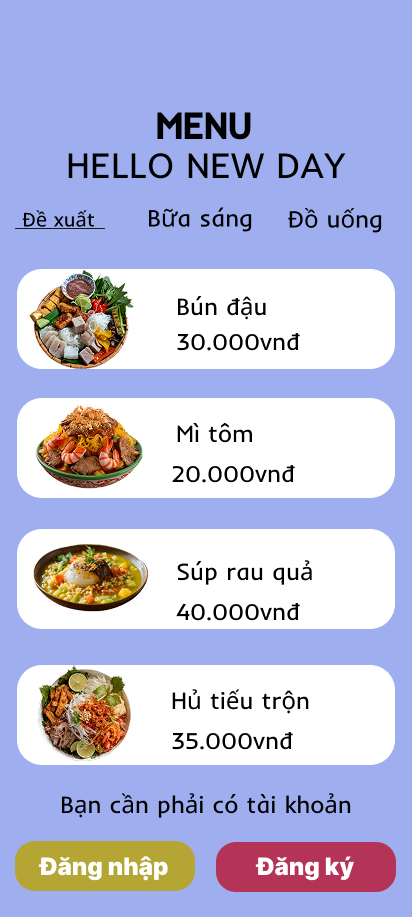 MENU
HELLO NEW DAY
Đề xuất Bữa sáng Đồ uống
Bún đậu
30.000vnđ
Mì tôm
20.000vnđ
Súp rau quả
40.000vnđ
Hủ tiếu trộn
35.000vnđ
Bạn cần phải có tài khoản
Đăng nhập Đăng ký